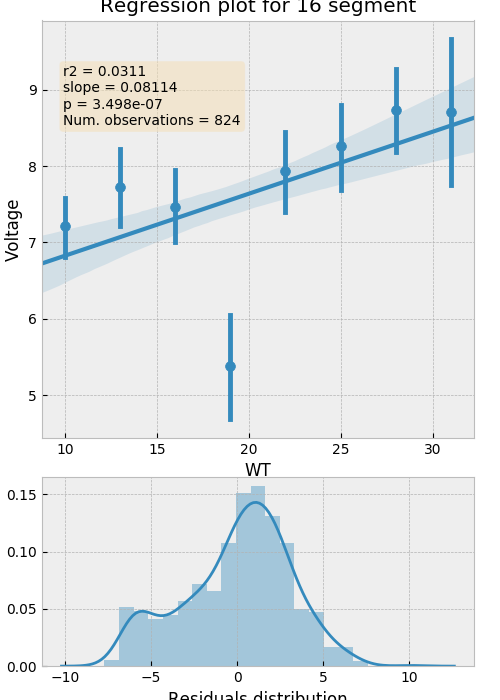 Regression plot for 16 segment
r2 = 0.0311
slope = 0.08114
p = 3.498e-07
Num. observations = 824
9
8
7
6
5
Voltage
10 15 20 25 30
WT
0.15
0.10
0.05
0.00
−10 −5 0 5 10
Residuals distribution